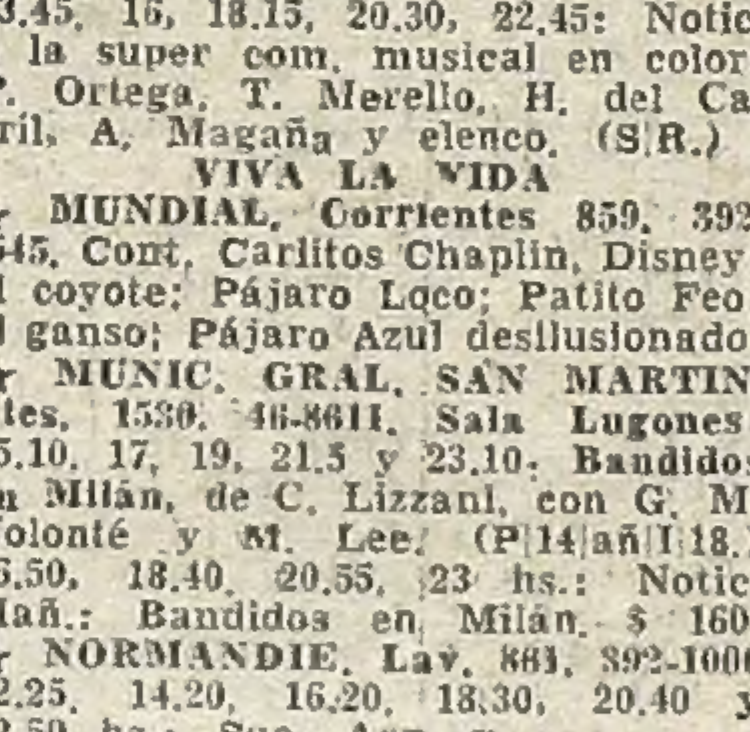 3.45, 16, 18.15, 20.30, 22.45: Notic
la super com. musical en color
P. Ortega, T. Merello, H. del Ca
ril, A. Magaña y elenco. (S|R.)
VIVA LA VIDA
r MUNDIAL, Corrientes 859. 392
45, Cont. Carlitos Chaplin, Disney
l coyote; Pájaro Loco; Patito Feo
l ganso; Pájaro Azul desilusionado
r MUNIC. GRAL. SAN MARTIN
tes, 1530. 46-8611. Sala Lugones
5.10, 17, 19, 21.5 y 23.10: Bandidos
n Milán, de C. Lizzani, con G. M
olonté y M. Lee. (P|14|añ|I|18.
6.50, 18.40, 20.55, 23 hs.: Notic
Mañ.: Bandidos en Milán. $ 160
r NORMANDIE, Lav. 861. 392-1000
2.25, 14.20, 16.20, 18.30, 20.40 y